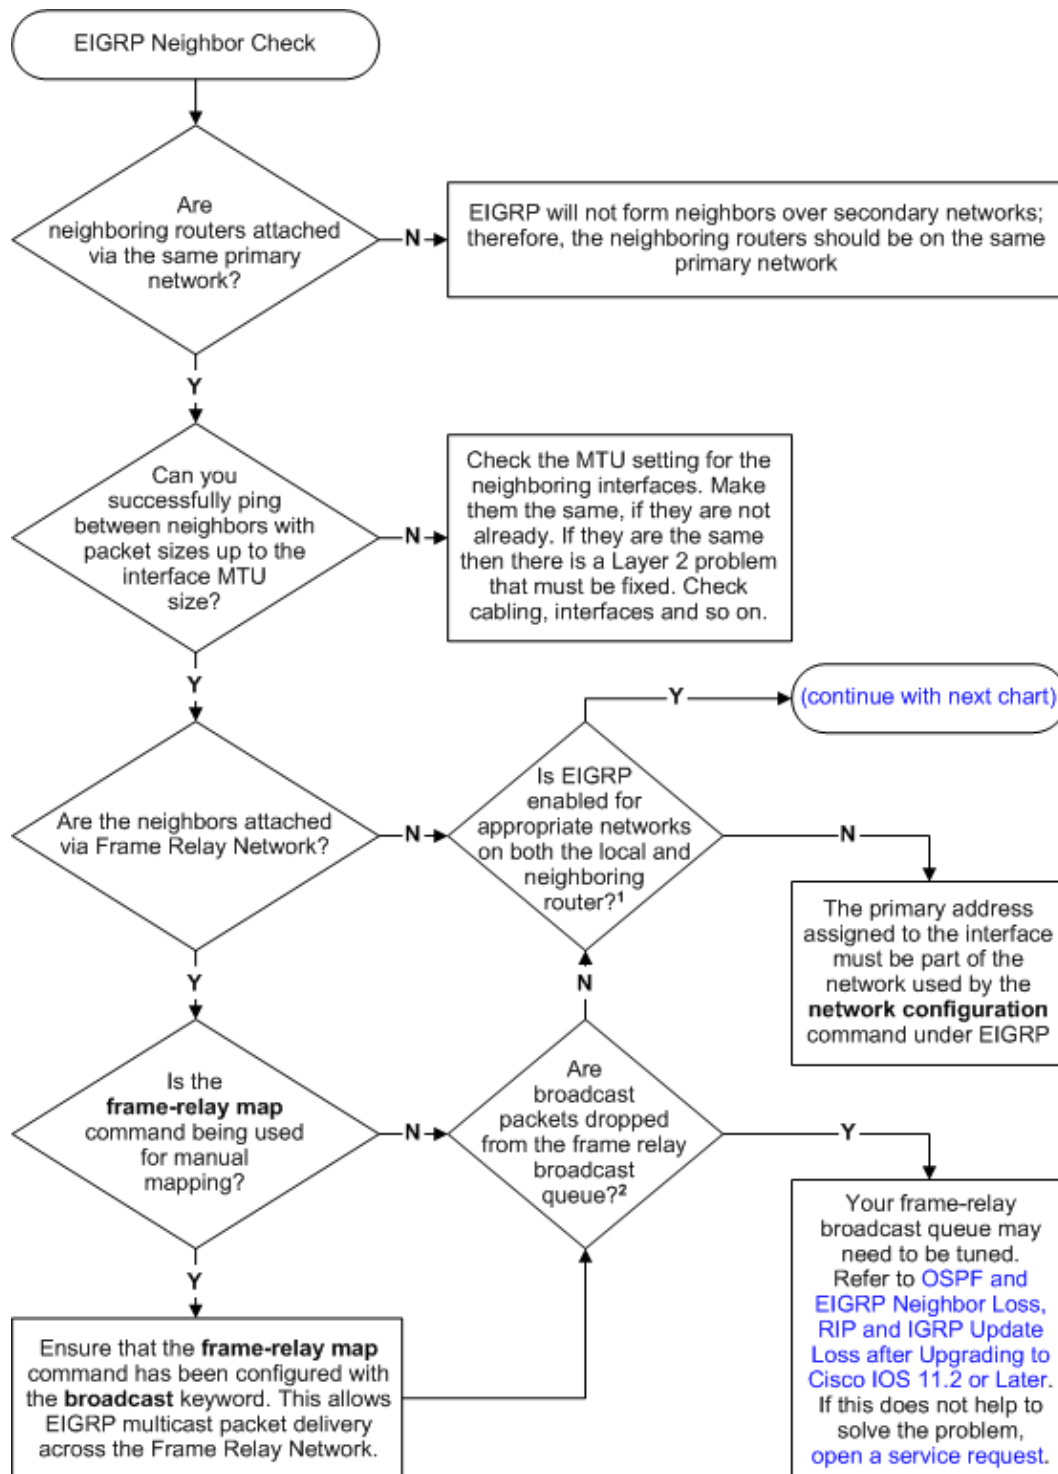 EIGRP Neighbor Check
Are
neighboring routers attached
via the same primary
network?
N
EIGRP will not form neighbors over secondary networks;
therefore, the neighboring routers should be on the same
primary network
Y
Can you
successfully ping
between neighbors with
packet sizes up to the
interface MTU
size?
N
Check the MTU setting for the
neighboring interfaces. Make
them the same, if they are not
already. If they are the same
then there is a Layer 2 problem
that must be fixed. Check
cabling, interfaces and so on.
Y
Are the neighbors attached
via Frame Relay Network?
N
Is EIGRP
enabled for
appropriate networks
on both the local and
neighboring
router?¹
Y
(continue with next chart)
N
The primary address
assigned to the interface
must be part of the
network used by the
network configuration
command under EIGRP
Y
Is the
frame-relay map
command being used
for manual
mapping?
N
Are
broadcast
packets dropped
from the frame relay
broadcast
queue?²
N
Y
Your frame-relay
broadcast queue may
need to be tuned.
Refer to OSPF and
EIGRP Neighbor Loss,
RIP and IGRP Update
Loss after Upgrading to
Cisco IOS 11.2 or Later.
If this does not help to
solve the problem,
open a service request.
Y
Ensure that the frame-relay map
command has been configured with
the broadcast keyword. This allows
EIGRP multicast packet delivery
across the Frame Relay Network.